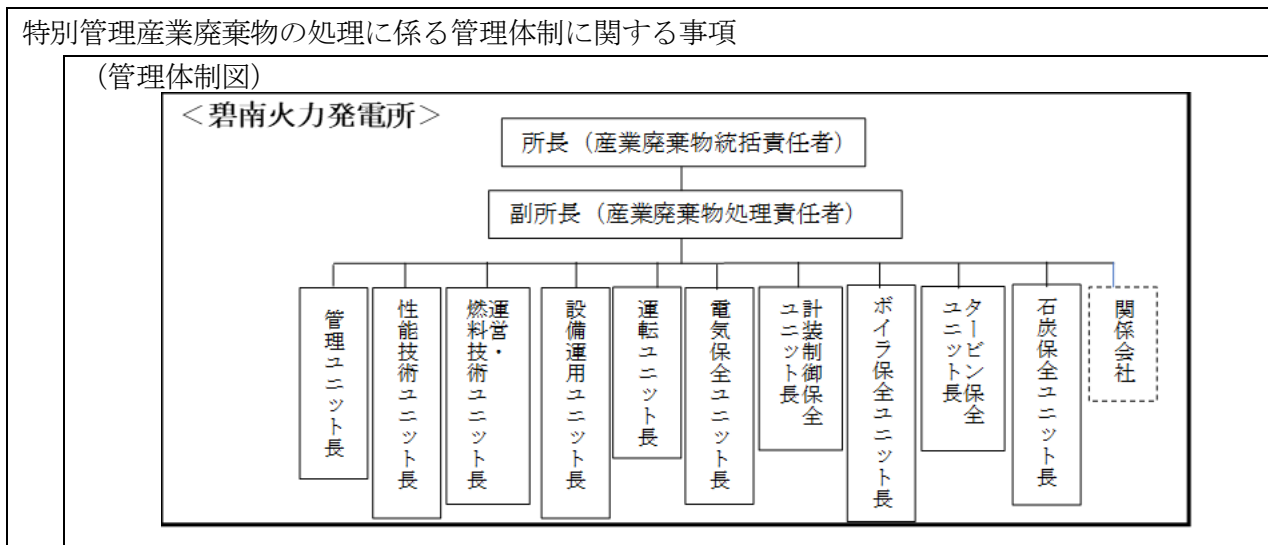 特別管理産業廃棄物の処理に係る管理体制に関する事項
（管理体制図）
＜碧南火力発電所＞
所長（産業廃棄物統括責任者）
副所長（産業廃棄物処理責任者）
管理ユニット長
性能技術ユニット長
運営・
燃料技術ユニット長
設備運用ユニット長
運転ユニット長
電気保全ユニット長
計装制御保全
ユニット長
ボイラ保全ユニット長
タービン保全
ユニット長
石炭保全ユニット長
関係会社